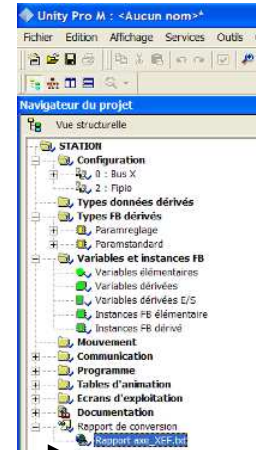 Unity Pro M : <Aucun nom>*
Fichier Edition Affichage Services Outils
Navigateur du projet
Vue structurelle
STATION
Configuration
0 : Bus X
2 : Fipio
Types données dérivés
Types FB dérivés
Paramreglage
Paramstandard
Variables et instances FB
Variables élémentaires
Variables dérivées
Variables dérivées E/S
Instances FB élémentaire
Instances FB dérivé
Mouvement
Communication
Programme
Tables d'animation
Ecrans d'exploitation
Documentation
Rapport de conversion
Rapport axe_XEF.txt